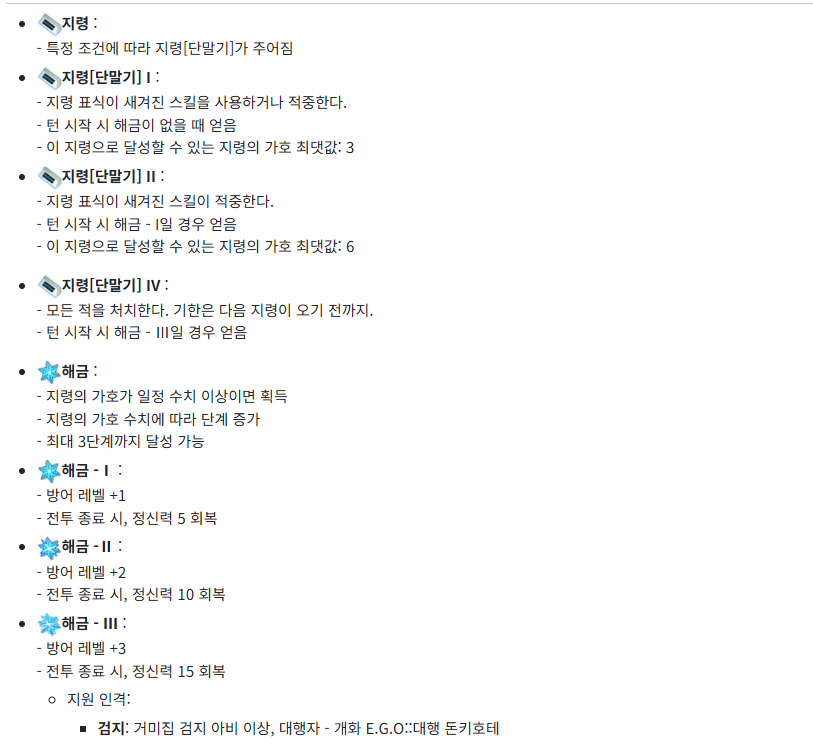 지령 :
- 특정 조건에 따라 지령[단말기]가 주어짐
지령[단말기] I :
- 지령 표식이 새겨진 스킬을 사용하거나 적중한다.
- 턴 시작 시 해금이 없을 때 얻음
- 이 지령으로 달성할 수 있는 지령의 가호 최댓값: 3
지령[단말기] II :
- 지령 표식이 새겨진 스킬이 적중한다.
- 턴 시작 시 해금 - I일 경우 얻음
- 이 지령으로 달성할 수 있는 지령의 가호 최댓값: 6
지령[단말기] IV :
- 모든 적을 처치한다. 기한은 다음 지령이 오기 전까지.
- 턴 시작 시 해금 - III일 경우 얻음
해금 :
- 지령의 가호가 일정 수치 이상이면 획득
- 지령의 가호 수치에 따라 단계 증가
- 최대 3단계까지 달성 가능
해금 - I :
- 방어 레벨 +1
- 전투 종료 시, 정신력 5 회복
해금 - II :
- 방어 레벨 +2
- 전투 종료 시, 정신력 10 회복
해금 - III :
- 방어 레벨 +3
- 전투 종료 시, 정신력 15 회복
지원 인격:
검지: 거미집 검지 아비 이상, 대행자 - 개화 E.G.O::대행 돈키호테